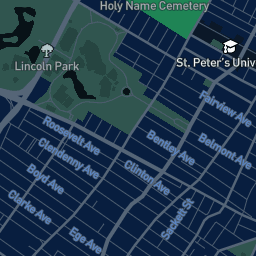 Holy Name Cemetery
St. Peter's Univ
Lincoln Park
Fairview Ave
Belmont Ave
Bentley Ave
Roosevelt Ave
Clendenny Ave
Clinton Ave
Boyd Ave
Clarke Ave
Sackett St
Ege Ave